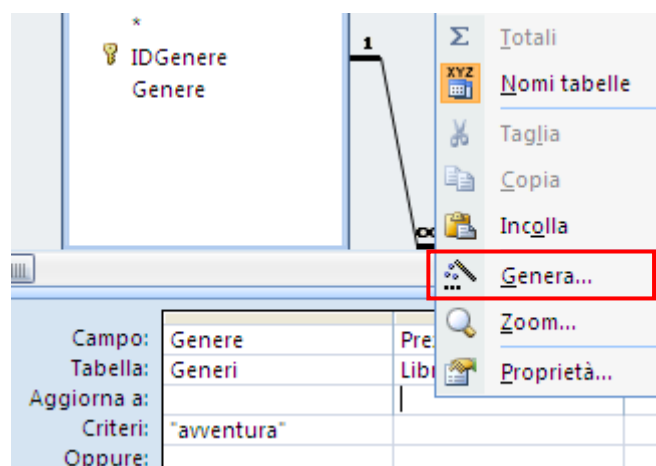 *
IDGenere
Genere
1
Totali
XYZ
Nomi tabelle
Taglia
Copia
Incolla
Genera...
Zoom...
Proprietà...
Campo: Genere
Tabella: Generi
Aggiorna a:
Criteri: "avventura"
Oppure: